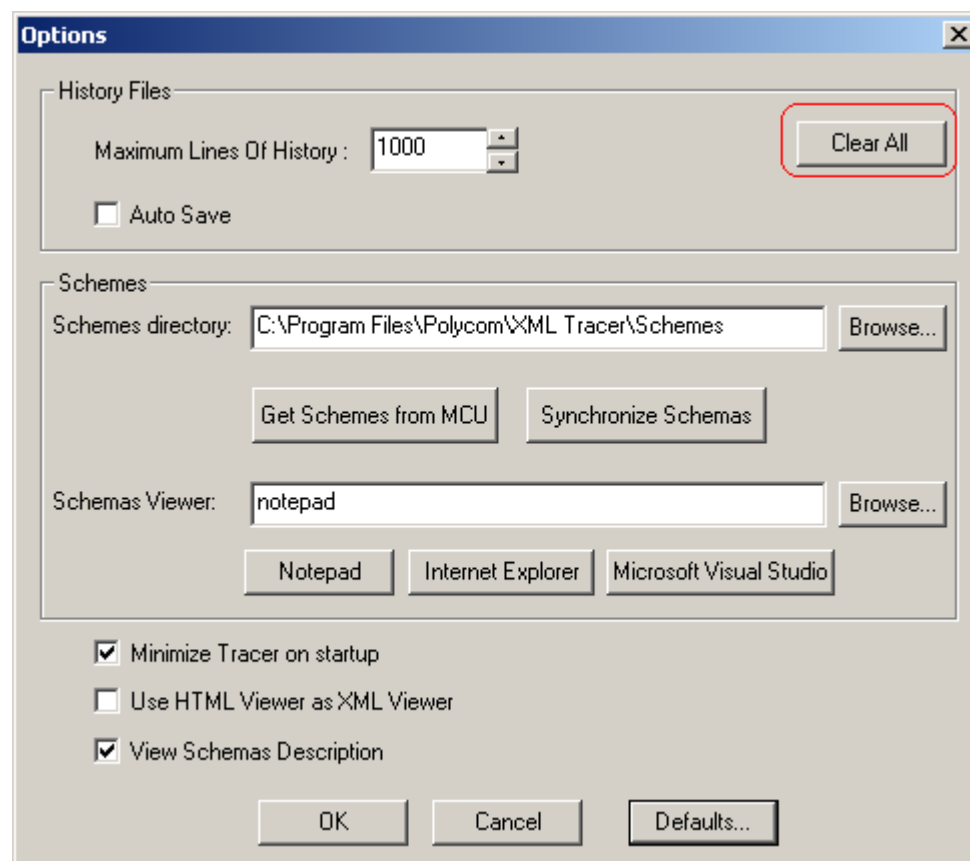 Options
History Files
Maximum Lines Of History : 1000
Clear All
Auto Save
Schemes
Schemes directory: C:\Program Files\Polycom\XML Tracer\Schemes Browse...
Get Schemes from MCU Synchronize Schemas
Schemas Viewer: notepad Browse...
Notepad Internet Explorer Microsoft Visual Studio
Minimize Tracer on startup
Use HTML Viewer as XML Viewer
View Schemas Description
OK Cancel Defaults...